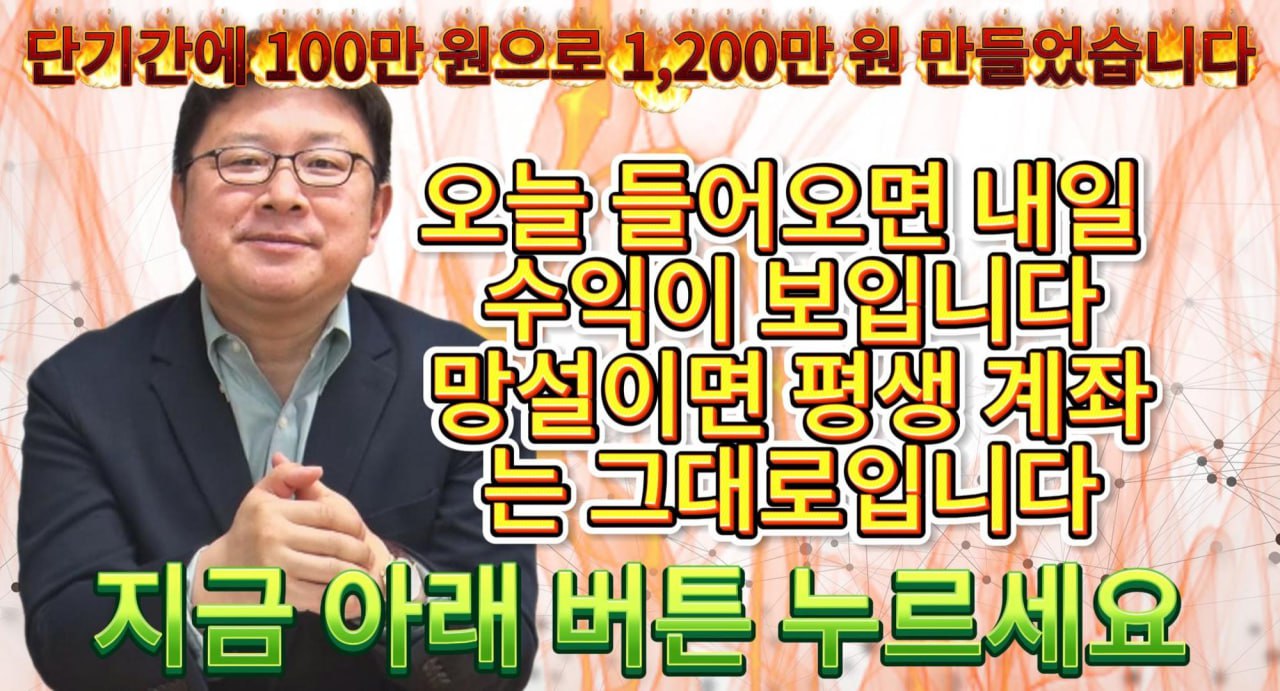 단기간에 100만 원으로 1,200만 원 만들었습니다
오늘 들어오면 내일
수익이 보입니다
망설이면 평생 계좌
는 그대로입니다
지금 아래 버튼 누르세요